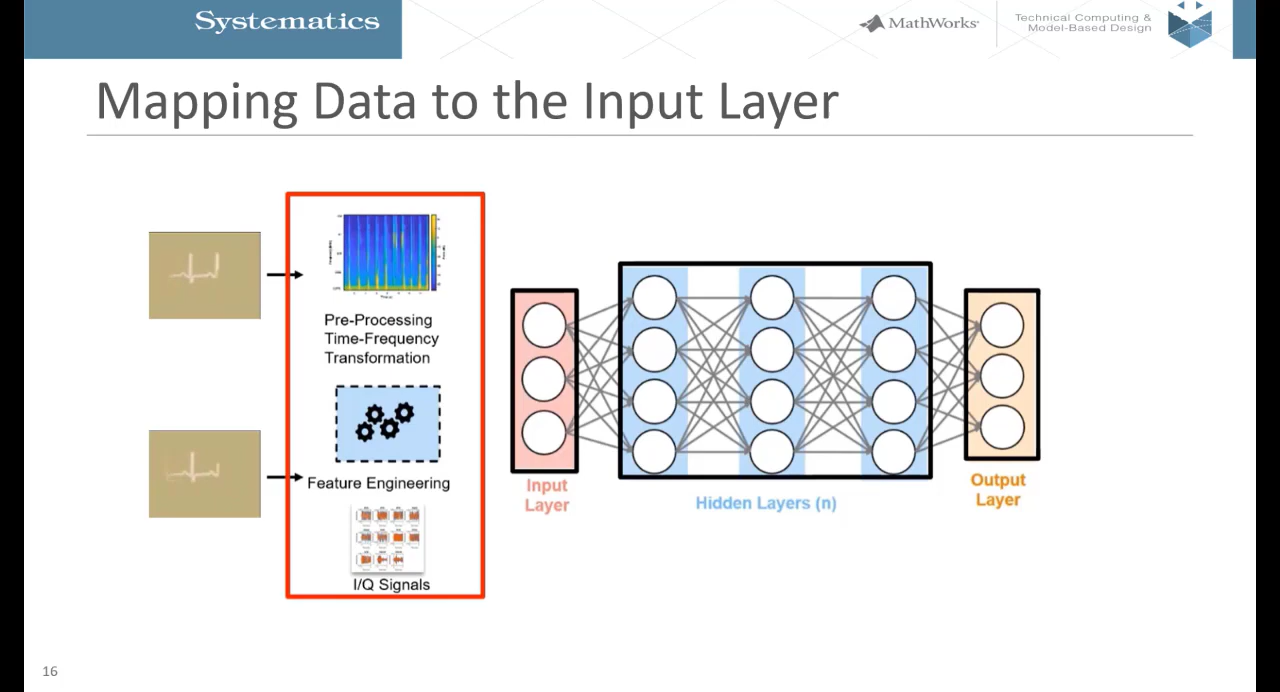 Systematics
MathWorks
Technical Computing &
Model-Based Design
Mapping Data to the Input Layer
Pre-Processing
Time-Frequency
Transformation
Feature Engineering
I/Q Signals
Input
Layer
Hidden Layers (n)
Output
Layer
16